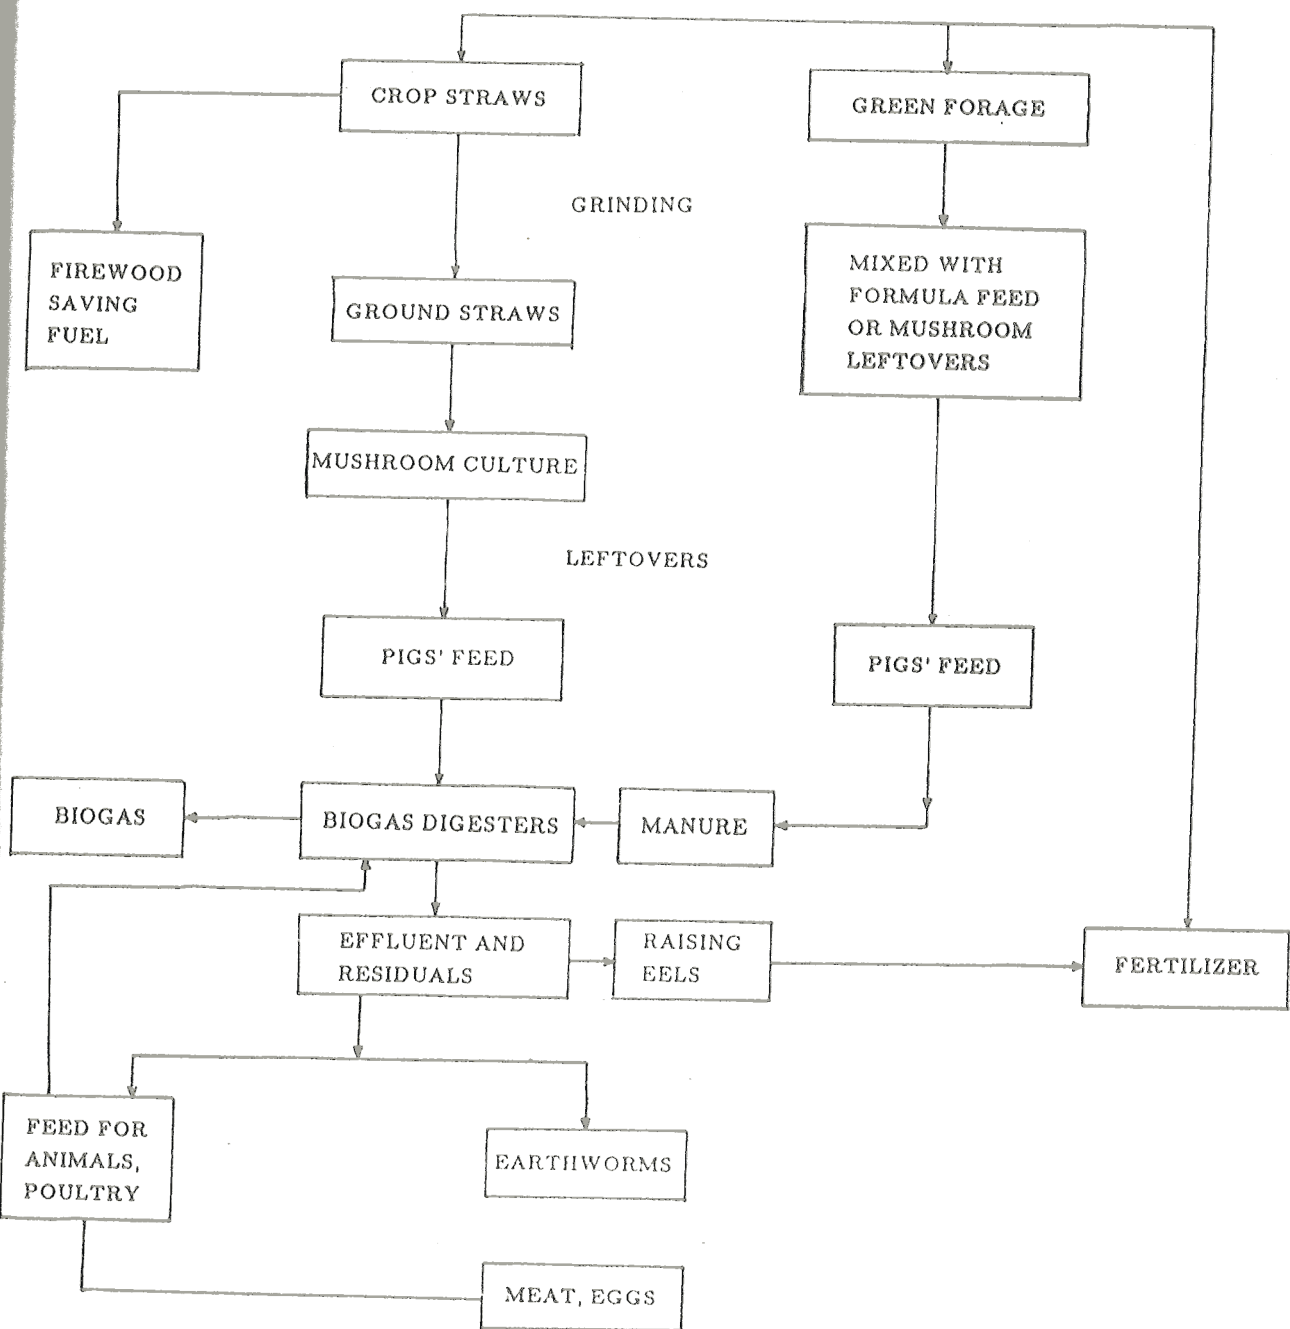 CROP STRAWS
GREEN FORAGE
GRINDING
FIREWOOD
SAVING
FUEL
GROUND STRAWS
MIXED WITH
FORMULA FEED
OR MUSHROOM
LEFTOVERS
MUSHROOM CULTURE
LEFTOVERS
PIGS' FEED
PIGS' FEED
BIOGAS
BIOGAS DIGESTERS
MANURE
EFFLUENT AND
RESIDUALS
RAISING
EELS
FERTILIZER
FEED FOR
ANIMALS,
POULTRY
EARTHWORMS
MEAT, EGGS